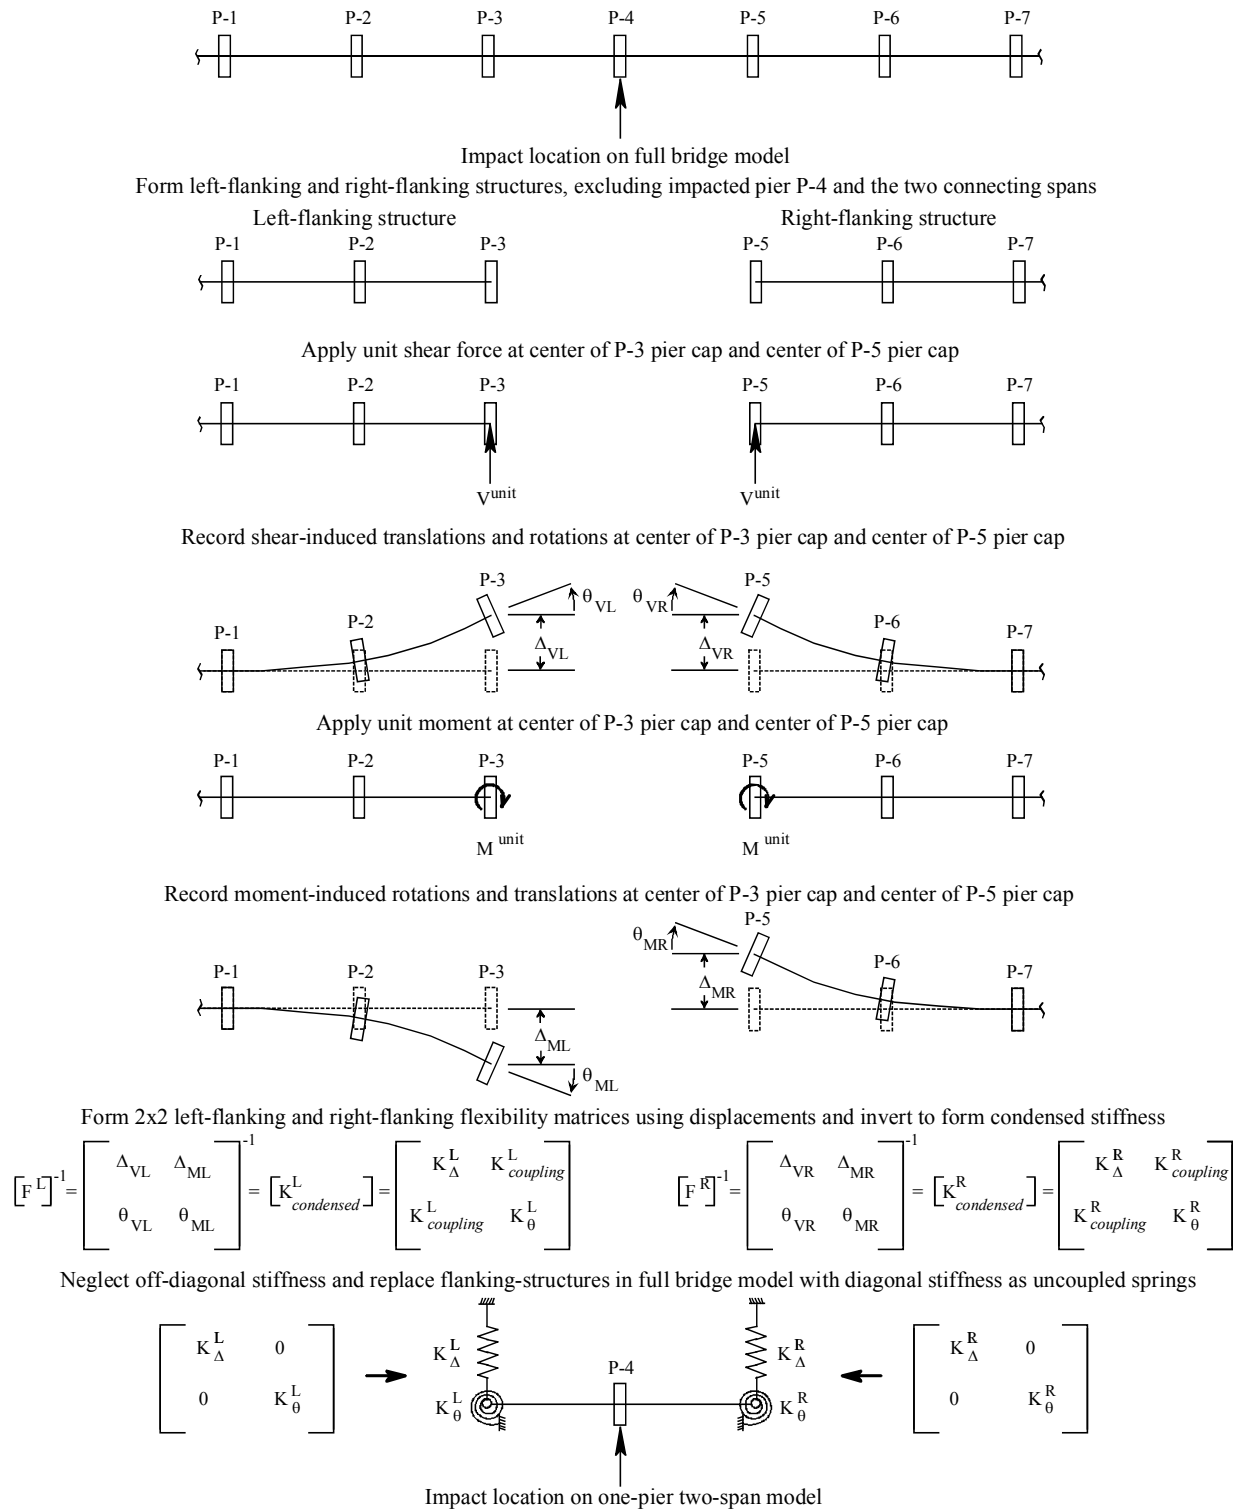 P-1 P-2 P-3 P-4 P-5 P-6 P-7
Impact location on full bridge model
Form left-flanking and right-flanking structures, excluding impacted pier P-4 and the two connecting spans
Left-flanking structure Right-flanking structure
P-1 P-2 P-3 P-5 P-6 P-7
Apply unit shear force at center of P-3 pier cap and center of P-5 pier cap
P-1 P-2 P-3 P-5 P-6 P-7
V^unit V^unit
Record shear-induced translations and rotations at center of P-3 pier cap and center of P-5 pier cap
P-3 P-5
θ_VL θ_VR
P-1 P-2 P-6 P-7
Δ_VL Δ_VR
Apply unit moment at center of P-3 pier cap and center of P-5 pier cap
P-1 P-2 P-3 P-5 P-6 P-7
M^unit M^unit
Record moment-induced rotations and translations at center of P-3 pier cap and center of P-5 pier cap
P-5
θ_MR
P-1 P-2 P-3 P-6 P-7
Δ_MR
Δ_ML
θ_ML
Form 2x2 left-flanking and right-flanking flexibility matrices using displacements and invert to form condensed stiffness
[F^L]^-1 = [Δ_VL Δ_ML θ_VL θ_ML]^-1 = [K^L_condensed] = [K^L_Δ K^L_coupling K^L_coupling K^L_θ]
[F^R]^-1 = [Δ_VR Δ_MR θ_VR θ_MR]^-1 = [K^R_condensed] = [K^R_Δ K^R_coupling K^R_coupling K^R_θ]
Neglect off-diagonal stiffness and replace flanking-structures in full bridge model with diagonal stiffness as uncoupled springs
K^L_Δ 0 K^L_Δ K^R_Δ K^R_Δ 0
P-4
0 K^L_θ K^L_θ K^R_θ 0 K^R_θ
Impact location on one-pier two-span model